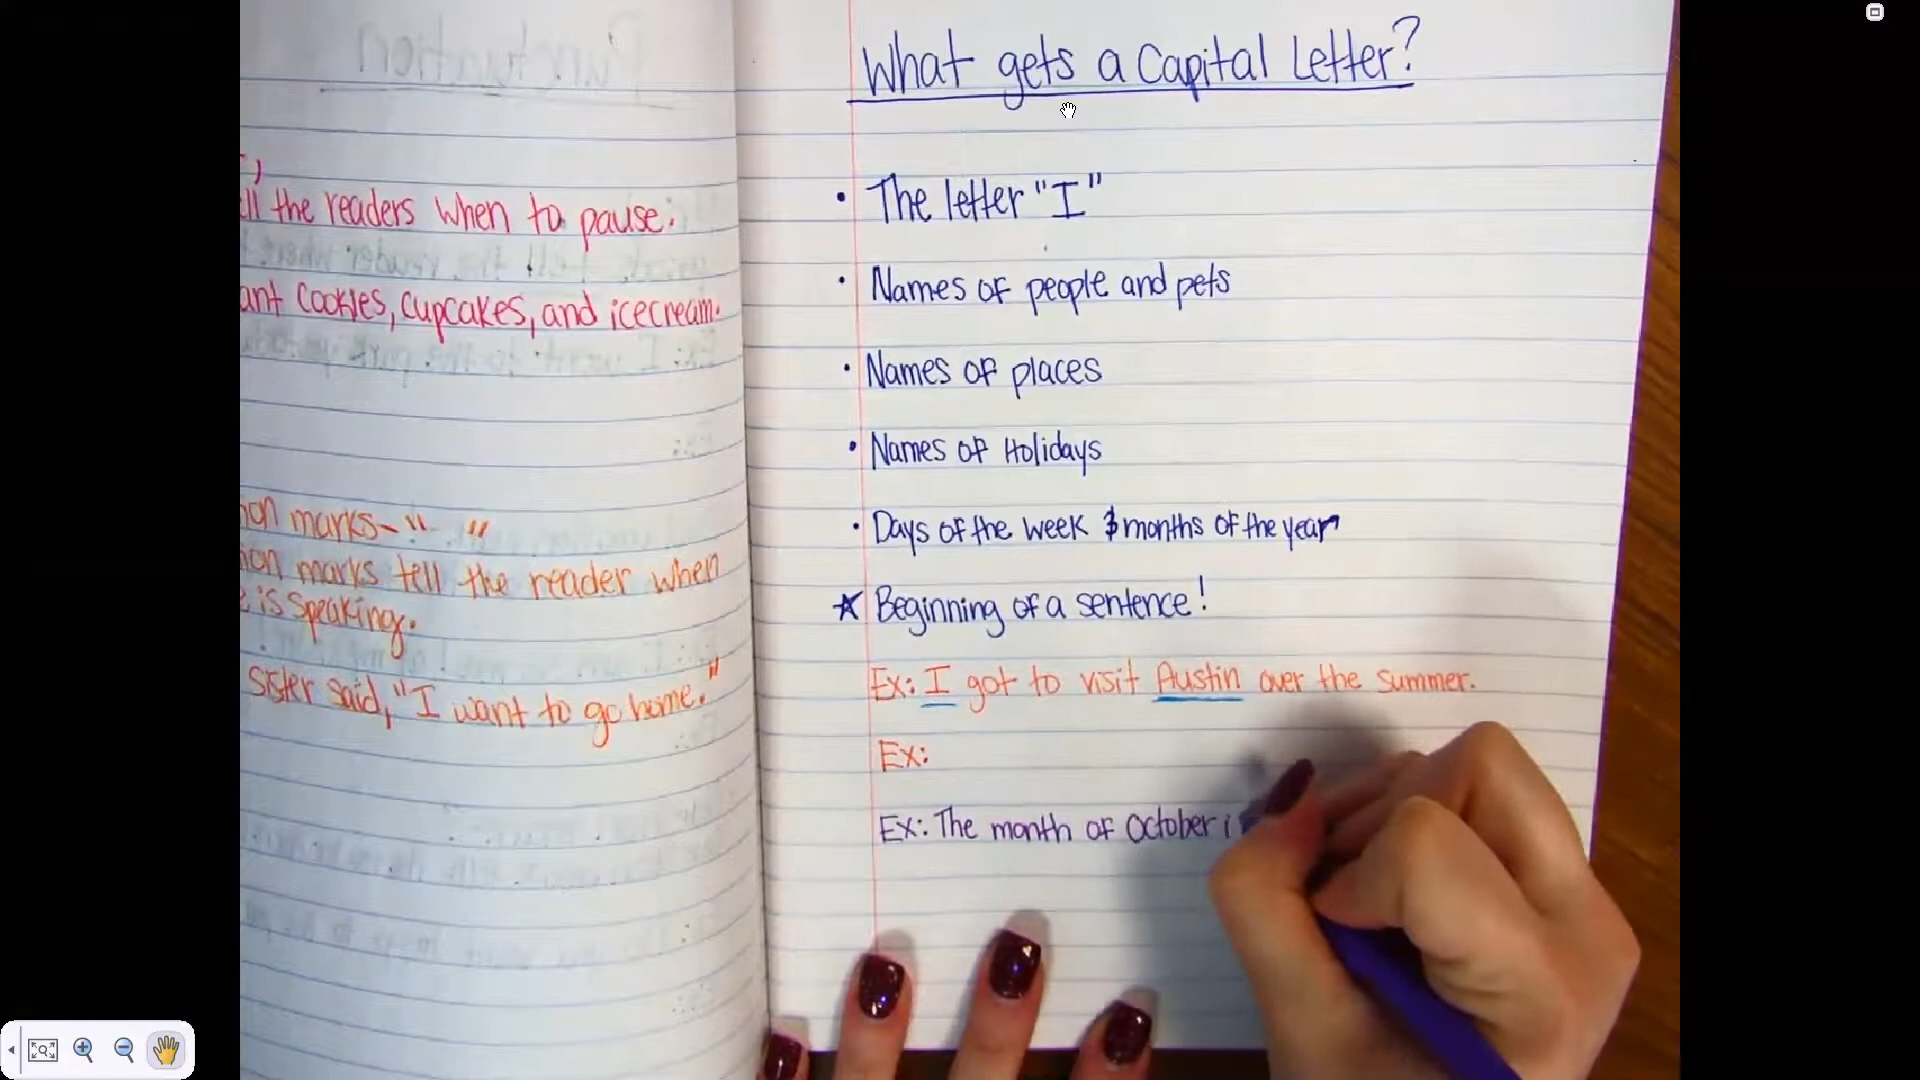 ll the readers when to pause.
ant cookies, cupcakes, and icecream.
ion marks - " "
ion marks tell the reader when
e is speaking.
sister said, "I want to go home."
What gets a Capital Letter?
• The letter "I"
• Names of people and pets
• Names of places
• Names of Holidays
• Days of the week & months of the year
★ Beginning of a sentence!
Ex: I got to visit Austin over the summer.
Ex:
Ex: The month of October i